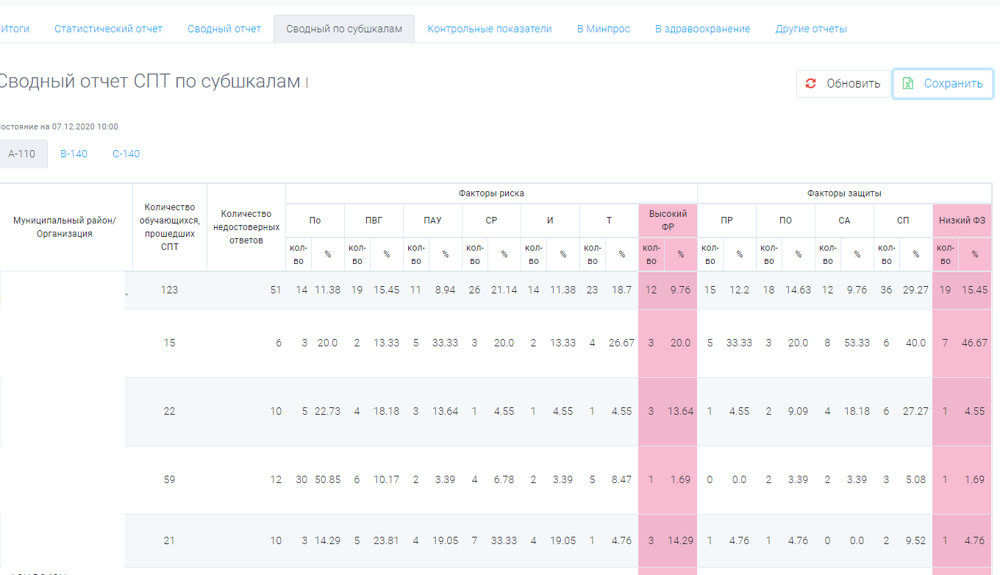 Итоги Статистический отчет Сводный отчет Сводный по субшкалам Контрольные показатели В Минпрос В здравоохранение Другие отчеты
Сводный отчет СПТ по субшкалам
Обновить Сохранить
остояние на 07.12.2020 10:00
A-110 B-140 C-140
Муниципальный район/
Организация
Количество
обучающихся,
прошедших
СПТ
Количество
недостоверных
ответов
Факторы риска Факторы защиты
По ПВГ ПАУ СР И Т Высокий
ФР
ПР ПО СА СП Низкий ФЗ
кол-
во % кол-
во % кол-
во % кол-
во % кол-
во % кол-
во % кол-
во % кол-
во % кол-
во % кол-
во % кол-
во % кол-
во %
123 51 14 11.38 19 15.45 11 8.94 26 21.14 14 11.38 23 18.7 12 9.76 15 12.2 18 14.63 12 9.76 36 29.27 19 15.45
15 6 3 20.0 2 13.33 5 33.33 3 20.0 2 13.33 4 26.67 3 20.0 5 33.33 3 20.0 8 53.33 6 40.0 7 46.67
22 10 5 22.73 4 18.18 3 13.64 1 4.55 1 4.55 1 4.55 3 13.64 1 4.55 2 9.09 4 18.18 6 27.27 1 4.55
59 12 30 50.85 6 10.17 2 3.39 4 6.78 2 3.39 5 8.47 1 1.69 0 0.0 2 3.39 2 3.39 3 5.08 1 1.69
21 10 3 14.29 5 23.81 4 19.05 7 33.33 4 19.05 1 4.76 3 14.29 1 4.76 1 4.76 0 0.0 2 9.52 1 4.76